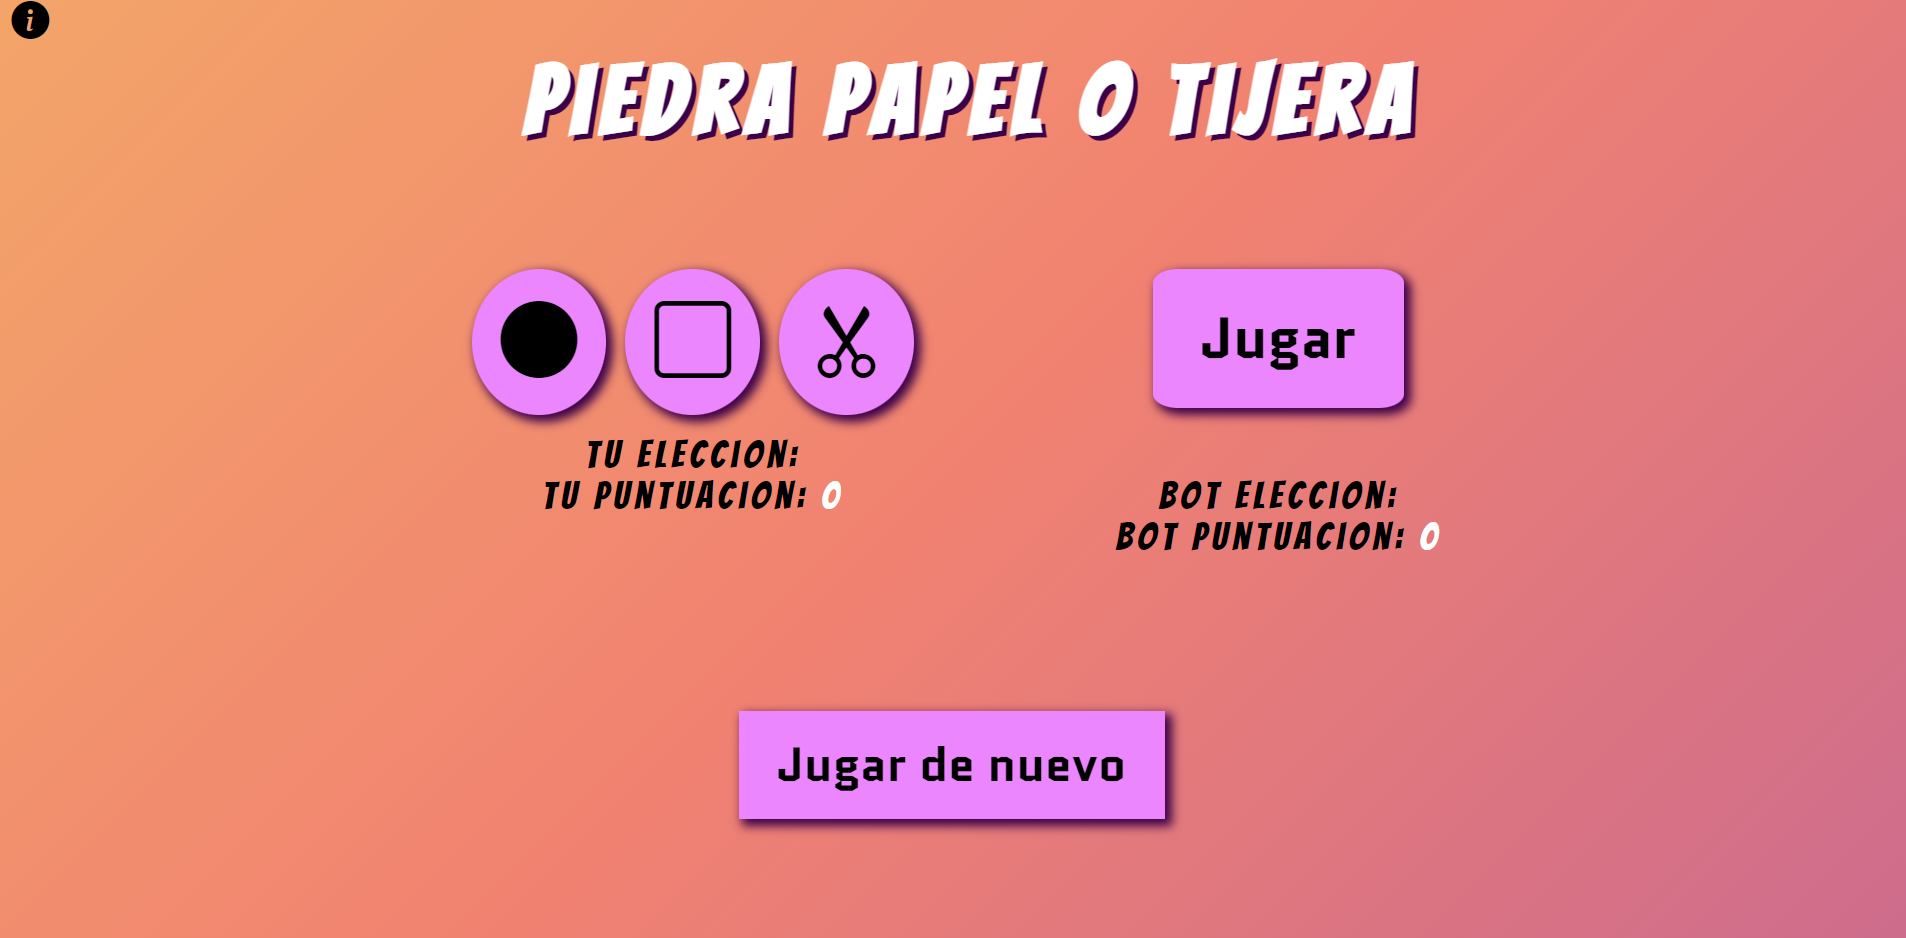 i
PIEDRA PAPEL O TIJERA
Jugar
TU ELECCION:
TU PUNTUACION: 0
BOT ELECCION:
BOT PUNTUACION: 0
Jugar de nuevo